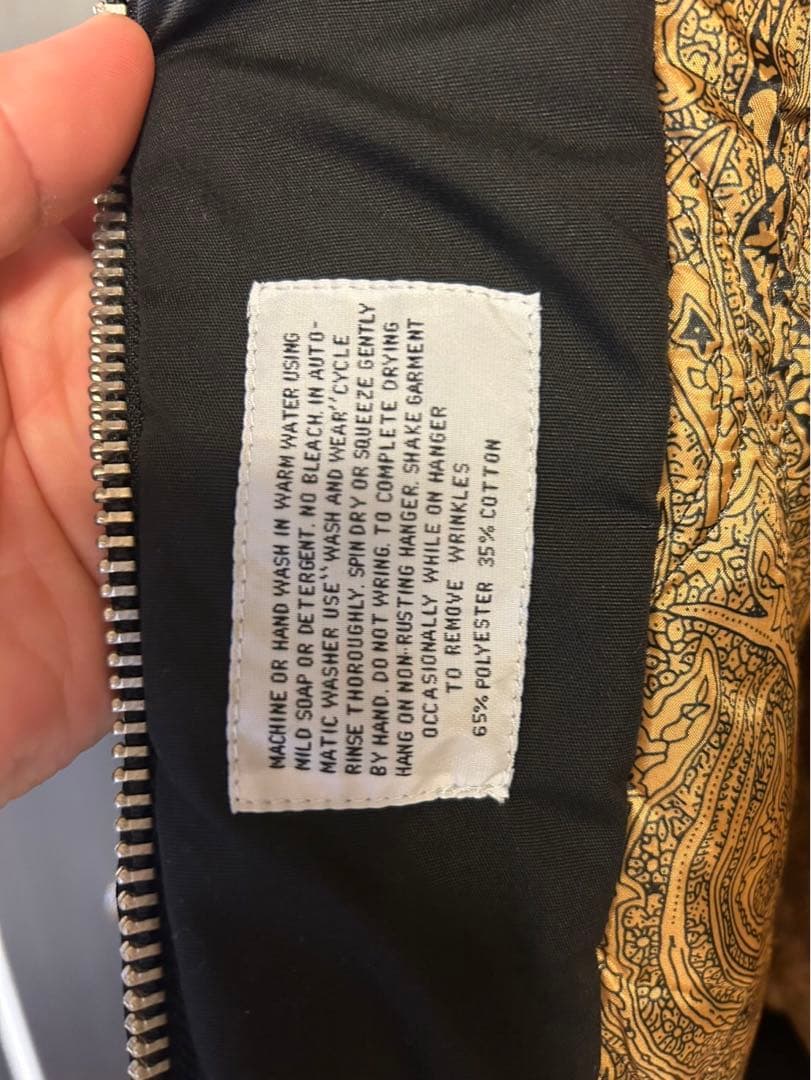 MACHINE OR HAND WASH IN WARM WATER USING
MILD SOAP OR DETERGENT. NO BLEACH. IN AUTO-
MATIC WASHER USE "WASH AND WEAR" CYCLE
RINSE THOROUGHLY. SPIN DRY OR SQUEEZE GENTLY
BY HAND. DO NOT WRING. TO COMPLETE DRYING
HANG ON NON-RUSTING HANGER. SHAKE GARMENT
OCCASIONALLY WHILE ON HANGER
TO REMOVE WRINKLES
65% POLYESTER 35% COTTON